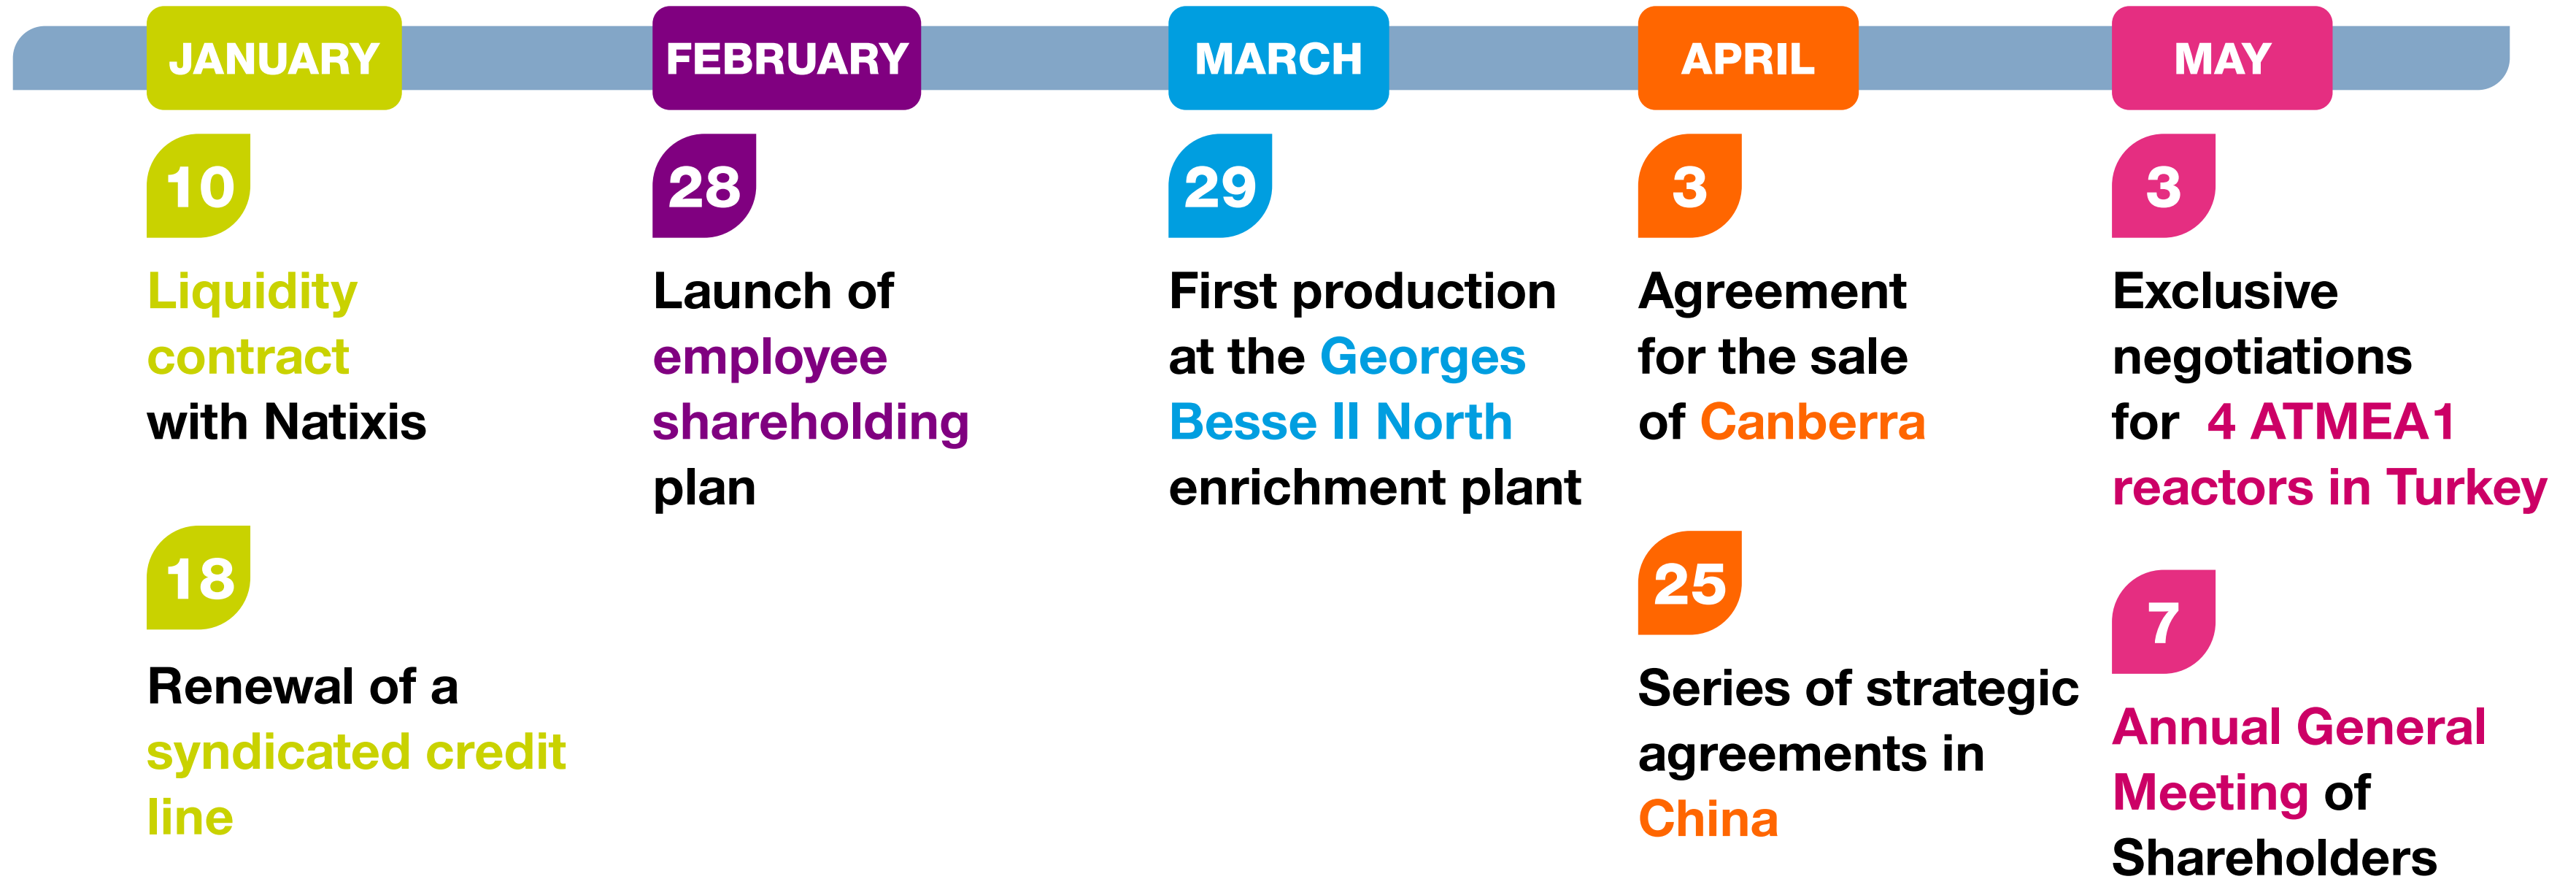 JANUARY
FEBRUARY
MARCH
APRIL
MAY
10
Liquidity
contract
with Natixis
18
Renewal of a
syndicated credit
line
28
Launch of
employee
shareholding
plan
29
First production
at the Georges
Besse II North
enrichment plant
3
Agreement
for the sale
of Canberra
25
Series of strategic
agreements in
China
3
Exclusive
negotiations
for 4 ATMEA1
reactors in Turkey
7
Annual General
Meeting of
Shareholders